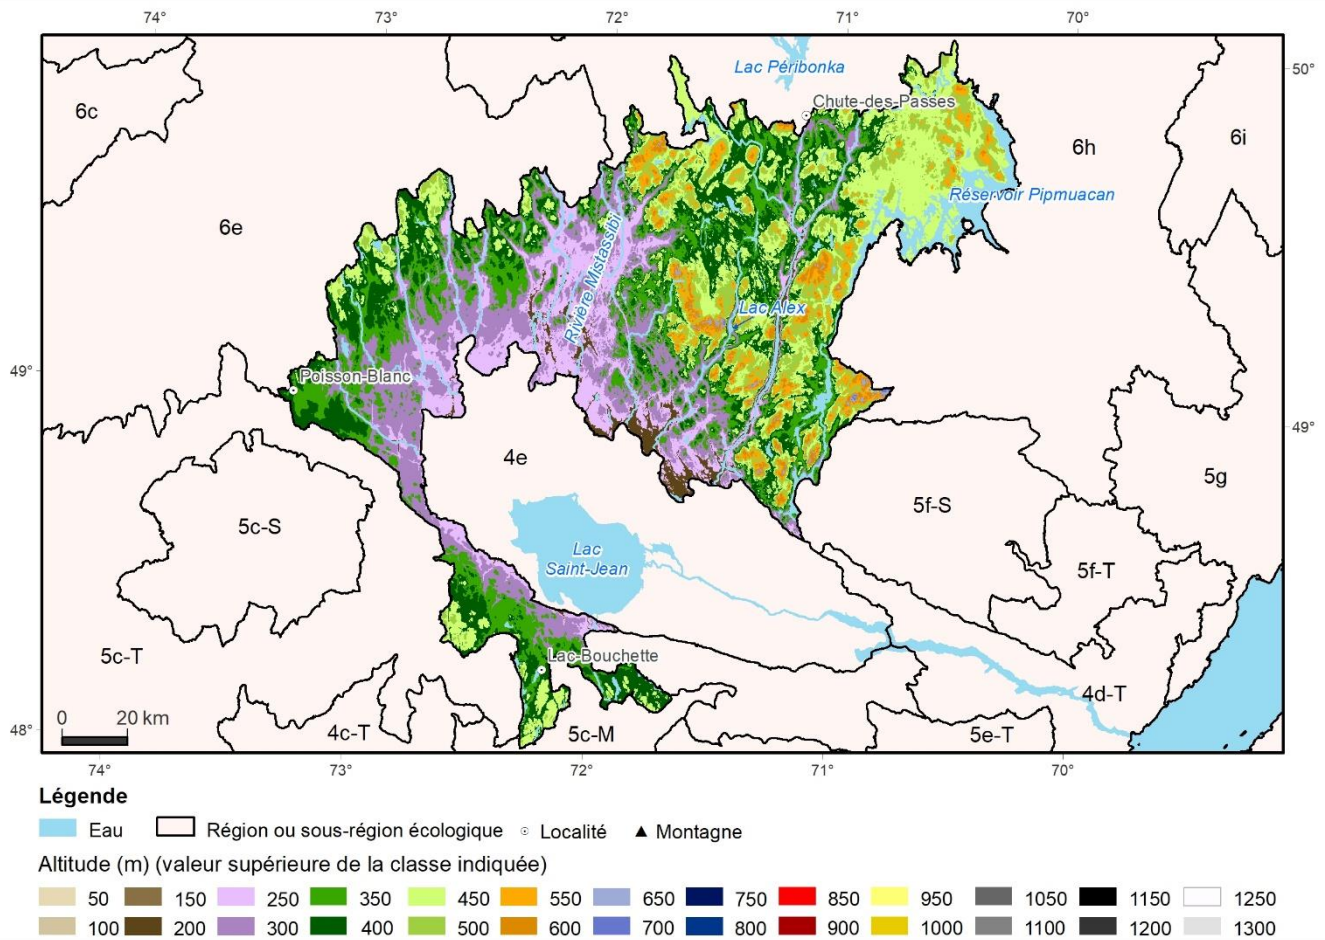 74° 73° 72° 71° 70°
Lac Péribonka
50°
6c
Chute-des-Passes
6h
6i
Réservoir Pipmuacan
6e
Rivière Mistassibi
Lac Alex
49°
Poisson-Blanc
49°
4e
5g
5f-S
5c-S
Lac
Saint-Jean
5f-T
5c-T
Lac-Bouchette
4d-T
0 20 km
48°
4c-T
5c-M
5e-T
74° 73° 72° 71° 70°
Légende
Eau Région ou sous-région écologique Localité Montagne
Altitude (m) (valeur supérieure de la classe indiquée)
50 150 250 350 450 550 650 750 850 950 1050 1150 1250
100 200 300 400 500 600 700 800 900 1000 1100 1200 1300